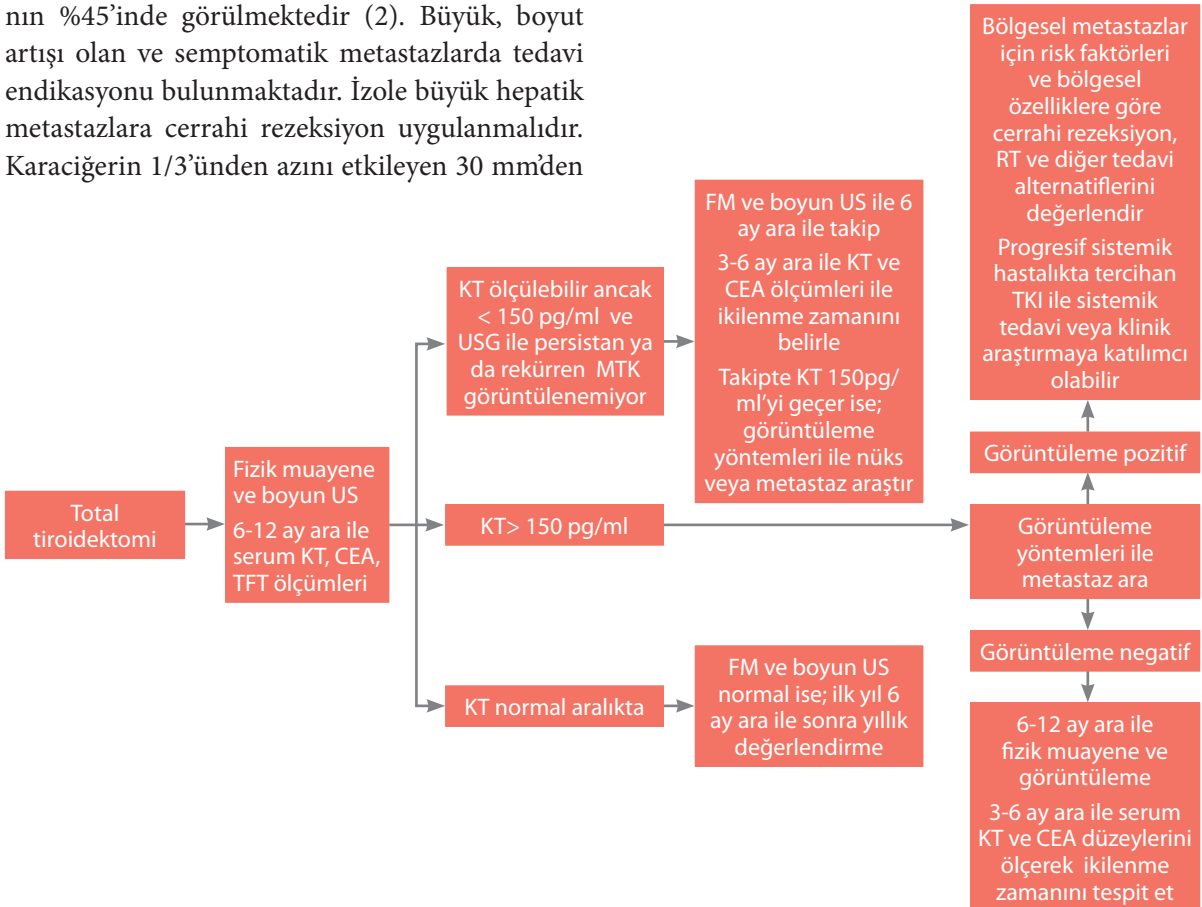 nın %45’inde görülmektedir (2). Büyük, boyut
artışı olan ve semptomatik metastazlarda tedavi
endikasyonu bulunmaktadır. İzole büyük hepatik
metastazlara cerrahi rezeksiyon uygulanmalıdır.
Karaciğerin 1/3’ünden azını etkileyen 30 mm’den
Total
tiroidektomi
Fizik muayene
ve boyun US
6-12 ay ara ile
serum KT, CEA,
TFT ölçümleri
KT ölçülebilir ancak
< 150 pg/ml ve
USG ile persistan ya
da rekürren MTK
görüntülenemiyor
FM ve boyun US ile 6
ay ara ile takip
3-6 ay ara ile KT ve
CEA ölçümleri ile
ikilenme zamanını
belirle
Takipte KT 150pg/
ml’yi geçer ise;
görüntüleme
yöntemleri ile nüks
veya metastaz araştır
KT> 150 pg/ml
KT normal aralıkta
FM ve boyun US
normal ise; ilk yıl 6
ay ara ile sonra yıllık
değerlendirme
Bölgesel metastazlar
için risk faktörleri
ve bölgesel
özelliklere göre
cerrahi rezeksiyon,
RT ve diğer tedavi
alternatiflerini
değerlendir
Progresif sistemik
hastalıkta tercihan
TKI ile sistemik
tedavi veya klinik
araştırmaya katılımcı
olabilir
Görüntüleme pozitif
Görüntüleme
yöntemleri ile
metastaz ara
Görüntüleme negatif
6-12 ay ara ile
fizik muayene ve
görüntüleme
3-6 ay ara ile serum
KT ve CEA düzeylerini
ölçerek ikilenme
zamanını tespit et